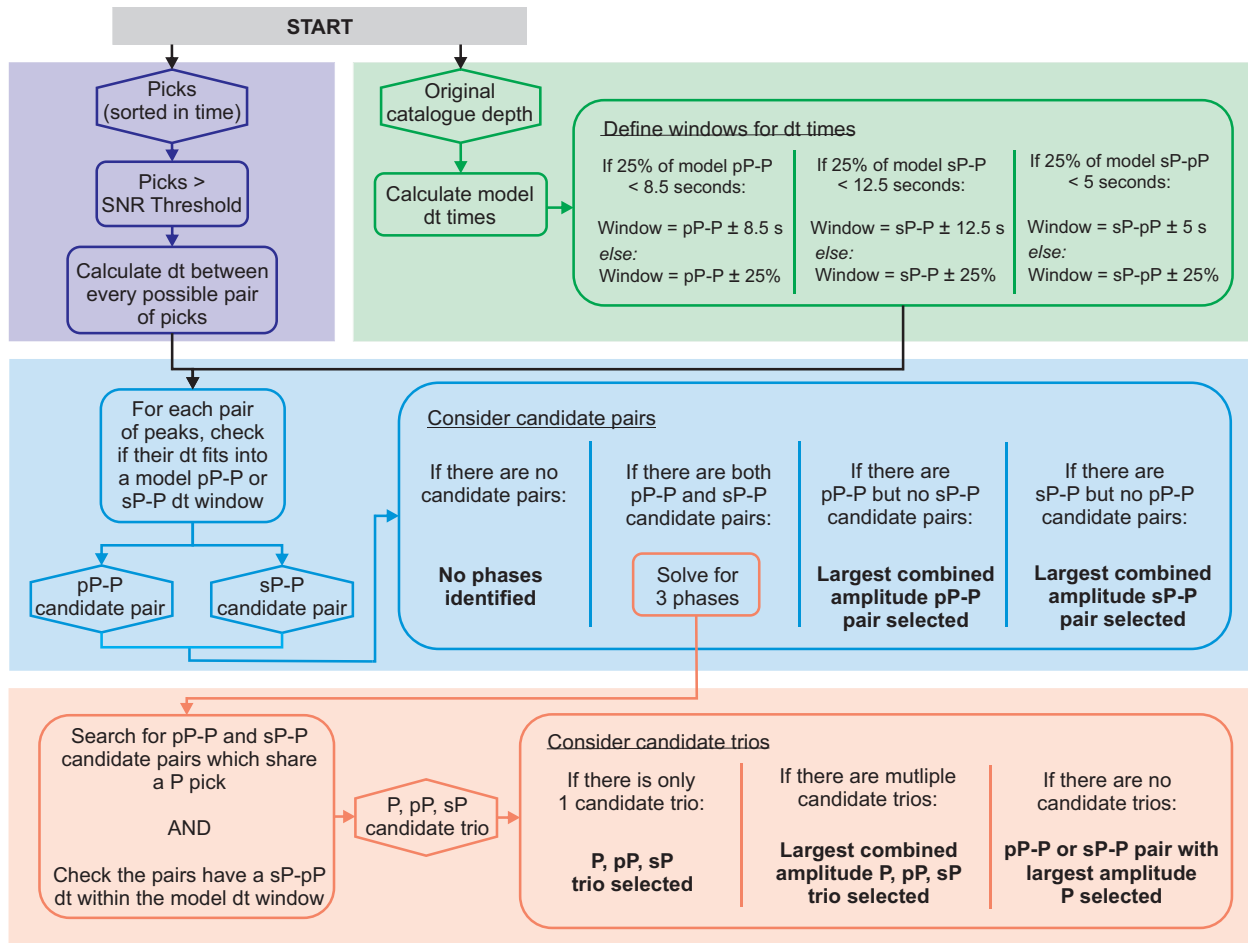 START
Picks
(sorted in time)
Picks >
SNR Threshold
Calculate dt between
every possible pair
of picks
Original
catalogue depth
Calculate model
dt times
Define windows for dt times
If 25% of model pP-P
< 8.5 seconds:
Window = pP-P ± 8.5 s
else:
Window = pP-P ± 25%
If 25% of model sP-P
< 12.5 seconds:
Window = sP-P ± 12.5 s
else:
Window = sP-P ± 25%
If 25% of model sP-pP
< 5 seconds:
Window = sP-pP ± 5 s
else:
Window = sP-pP ± 25%
For each pair
of peaks, check
if their dt fits into
a model pP-P or
sP-P dt window
pP-P
candidate pair
sP-P
candidate pair
Consider candidate pairs
If there are no
candidate pairs:
No phases
identified
If there are both
pP-P and sP-P
candidate pairs:
Solve for
3 phases
If there are
pP-P but no sP-P
candidate pairs:
Largest combined
amplitude pP-P
pair selected
If there are
sP-P but no pP-P
candidate pairs:
Largest combined
amplitude sP-P
pair selected
Search for pP-P and sP-P
candidate pairs which share
a P pick
AND
Check the pairs have a sP-pP
dt within the model dt window
P, pP, sP
candidate trio
Consider candidate trios
If there is only
1 candidate trio:
P, pP, sP
trio selected
If there are mutliple
candidate trios:
Largest combined
amplitude P, pP, sP
trio selected
If there are no
candidate trios:
pP-P or sP-P pair with
largest amplitude
P selected